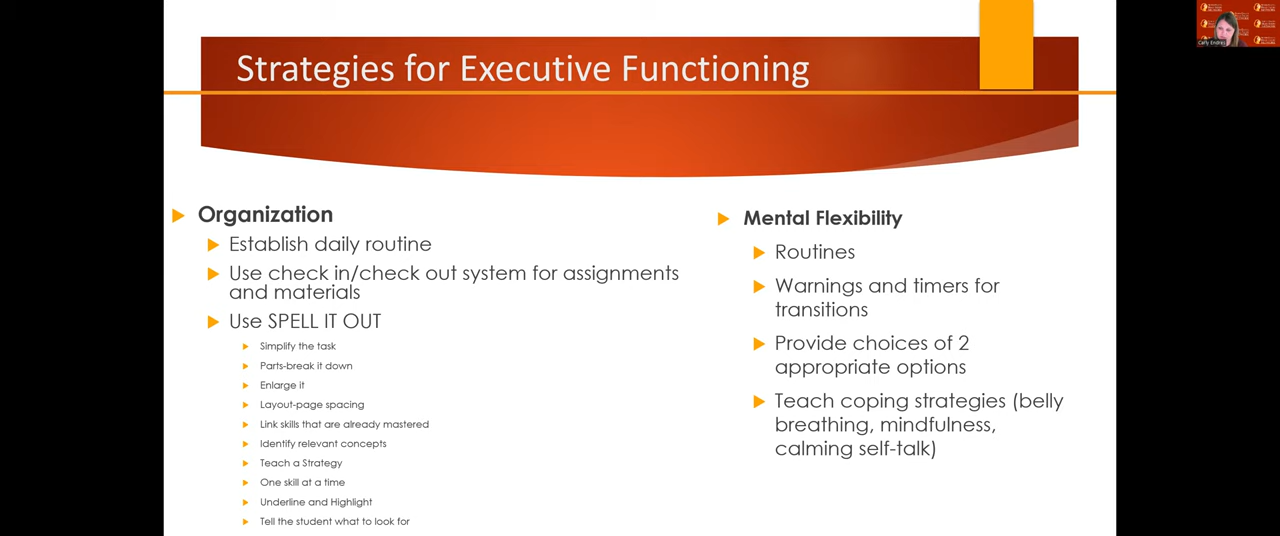 Strategies for Executive Functioning
Organization
Establish daily routine
Use check in/check out system for assignments
and materials
Use SPELL IT OUT
Simplify the task
Parts-break it down
Enlarge it
Layout-page spacing
Link skills that are already mastered
Identify relevant concepts
Teach a Strategy
One skill at a time
Underline and Highlight
Tell the student what to look for
Mental Flexibility
Routines
Warnings and timers for
transitions
Provide choices of 2
appropriate options
Teach coping strategies (belly
breathing, mindfulness,
calming self-talk)
Carly Endres